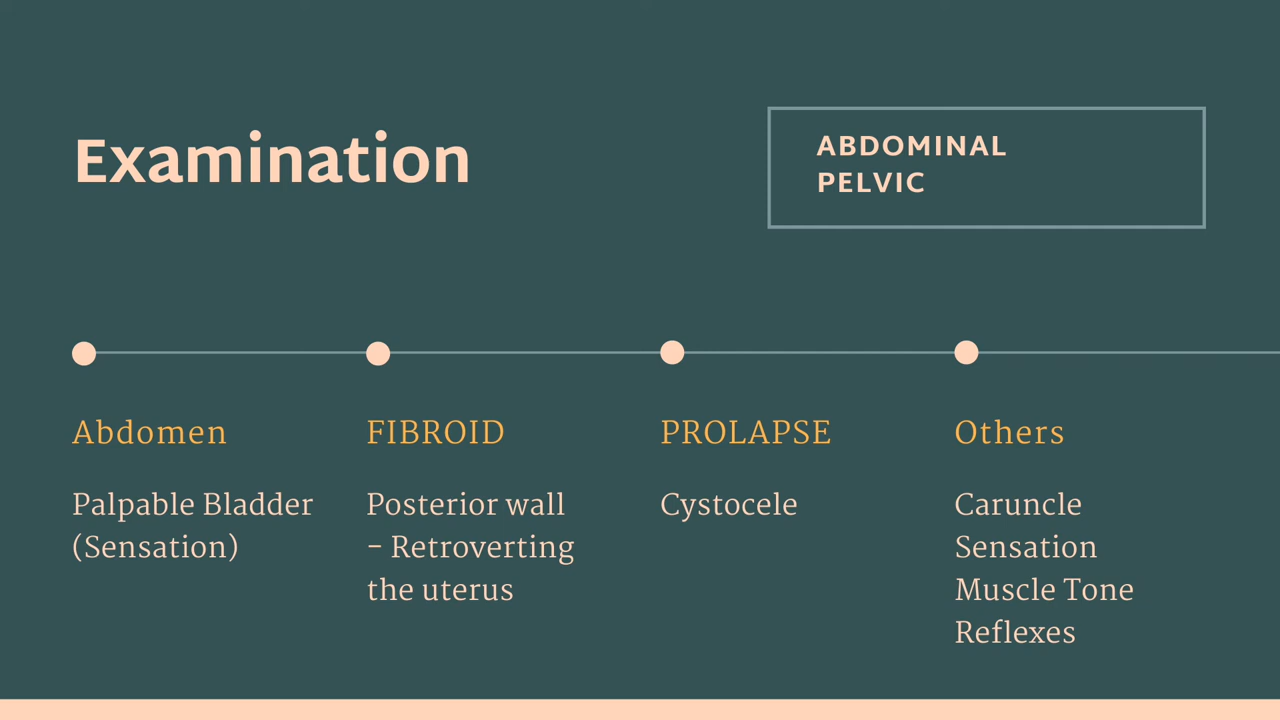 Examination
ABDOMINAL
PELVIC
Abdomen
Palpable Bladder
(Sensation)
FIBROID
Posterior wall
- Retroverting
the uterus
PROLAPSE
Cystocele
Others
Caruncle
Sensation
Muscle Tone
Reflexes